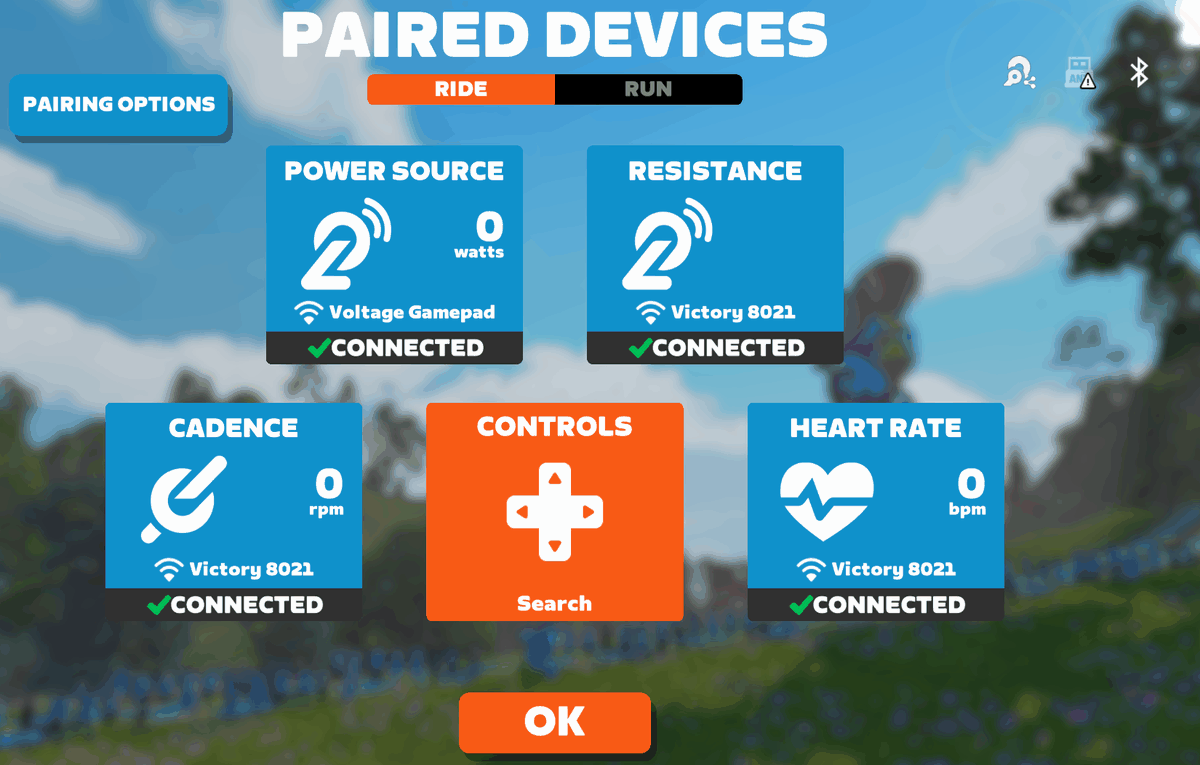 PAIRED DEVICES
RIDE
RUN
PAIRING OPTIONS
POWER SOURCE
0
watts
Voltage Gamepad
CONNECTED
RESISTANCE
Victory 8021
CONNECTED
CADENCE
0
rpm
Victory 8021
CONNECTED
CONTROLS
Search
HEART RATE
0
bpm
Victory 8021
CONNECTED
OK